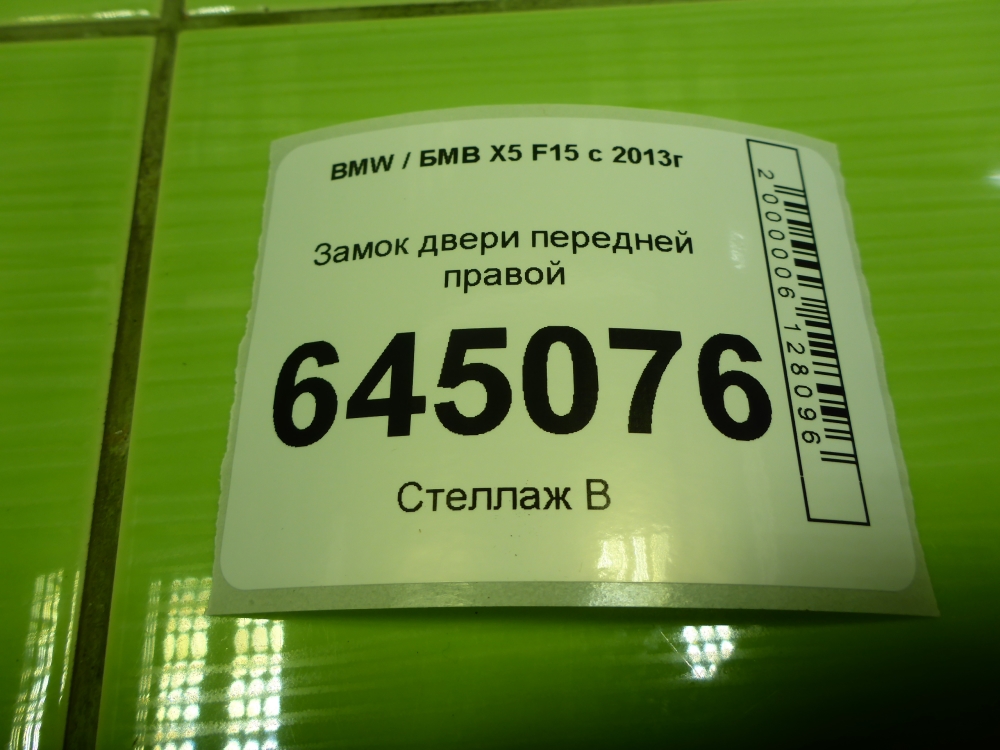 BMW / БМВ X5 F15 с 2013г
Замок двери передней
правой
645076
Стеллаж В
2000006128096